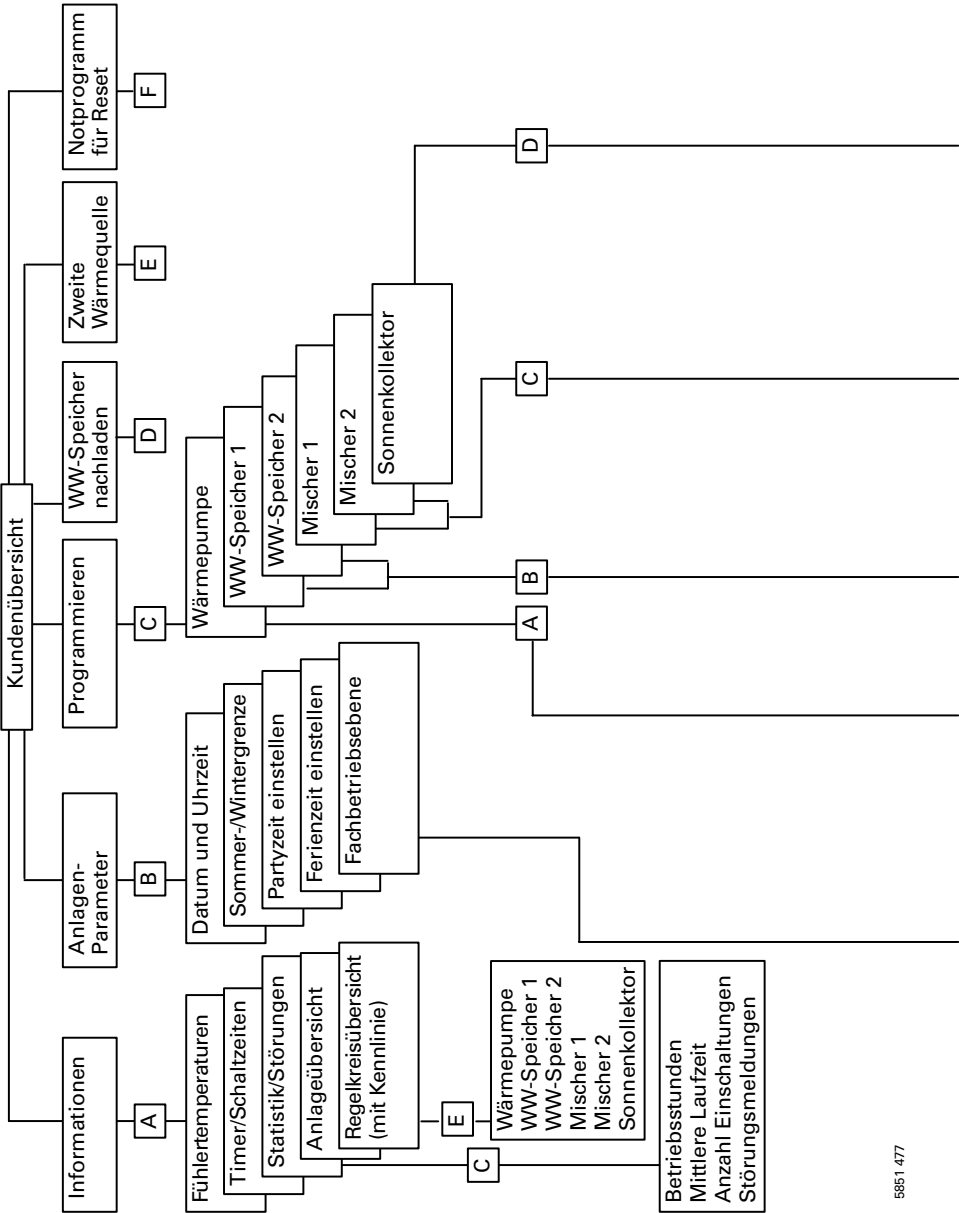 Kundenübersicht
Informationen
Anlagen-
Parameter
Programmieren
WW-Speicher
nachladen
Zweite
Wärmequelle
Notprogramm
für Reset
A
B
C
D
E
F
Fühlertemperaturen
Timer/Schaltzeiten
Statistik/Störungen
Anlageübersicht
Regelkreisübersicht
(mit Kennlinie)
Datum und Uhrzeit
Sommer-/Wintergrenze
Partyzeit einstellen
Ferienzeit einstellen
Fachbetriebsebene
Wärmepumpe
WW-Speicher 1
WW-Speicher 2
Mischer 1
Mischer 2
Sonnenkollektor
E
Wärmepumpe
WW-Speicher 1
WW-Speicher 2
Mischer 1
Mischer 2
Sonnenkollektor
C
Betriebsstunden
Mittlere Laufzeit
Anzahl Einschaltungen
Störungsmeldungen
A
B
C
D
5851 477